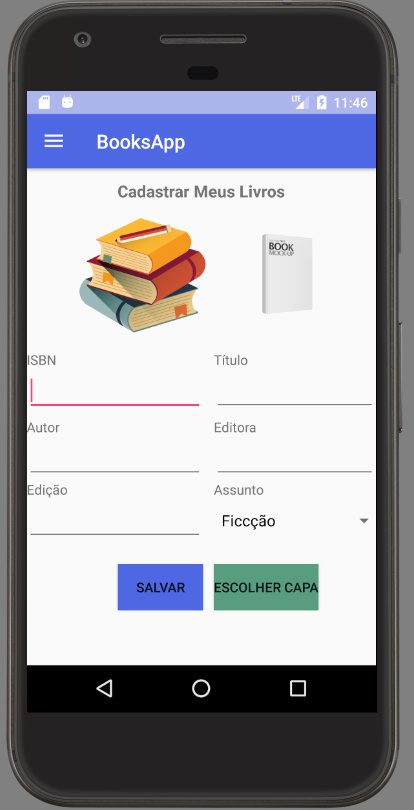 LTE 11:46
BooksApp
Cadastrar Meus Livros
BOOK
MOCK-UP
ISBN Título
Autor Editora
Edição Assunto
Ficcção
SALVAR ESCOLHER CAPA